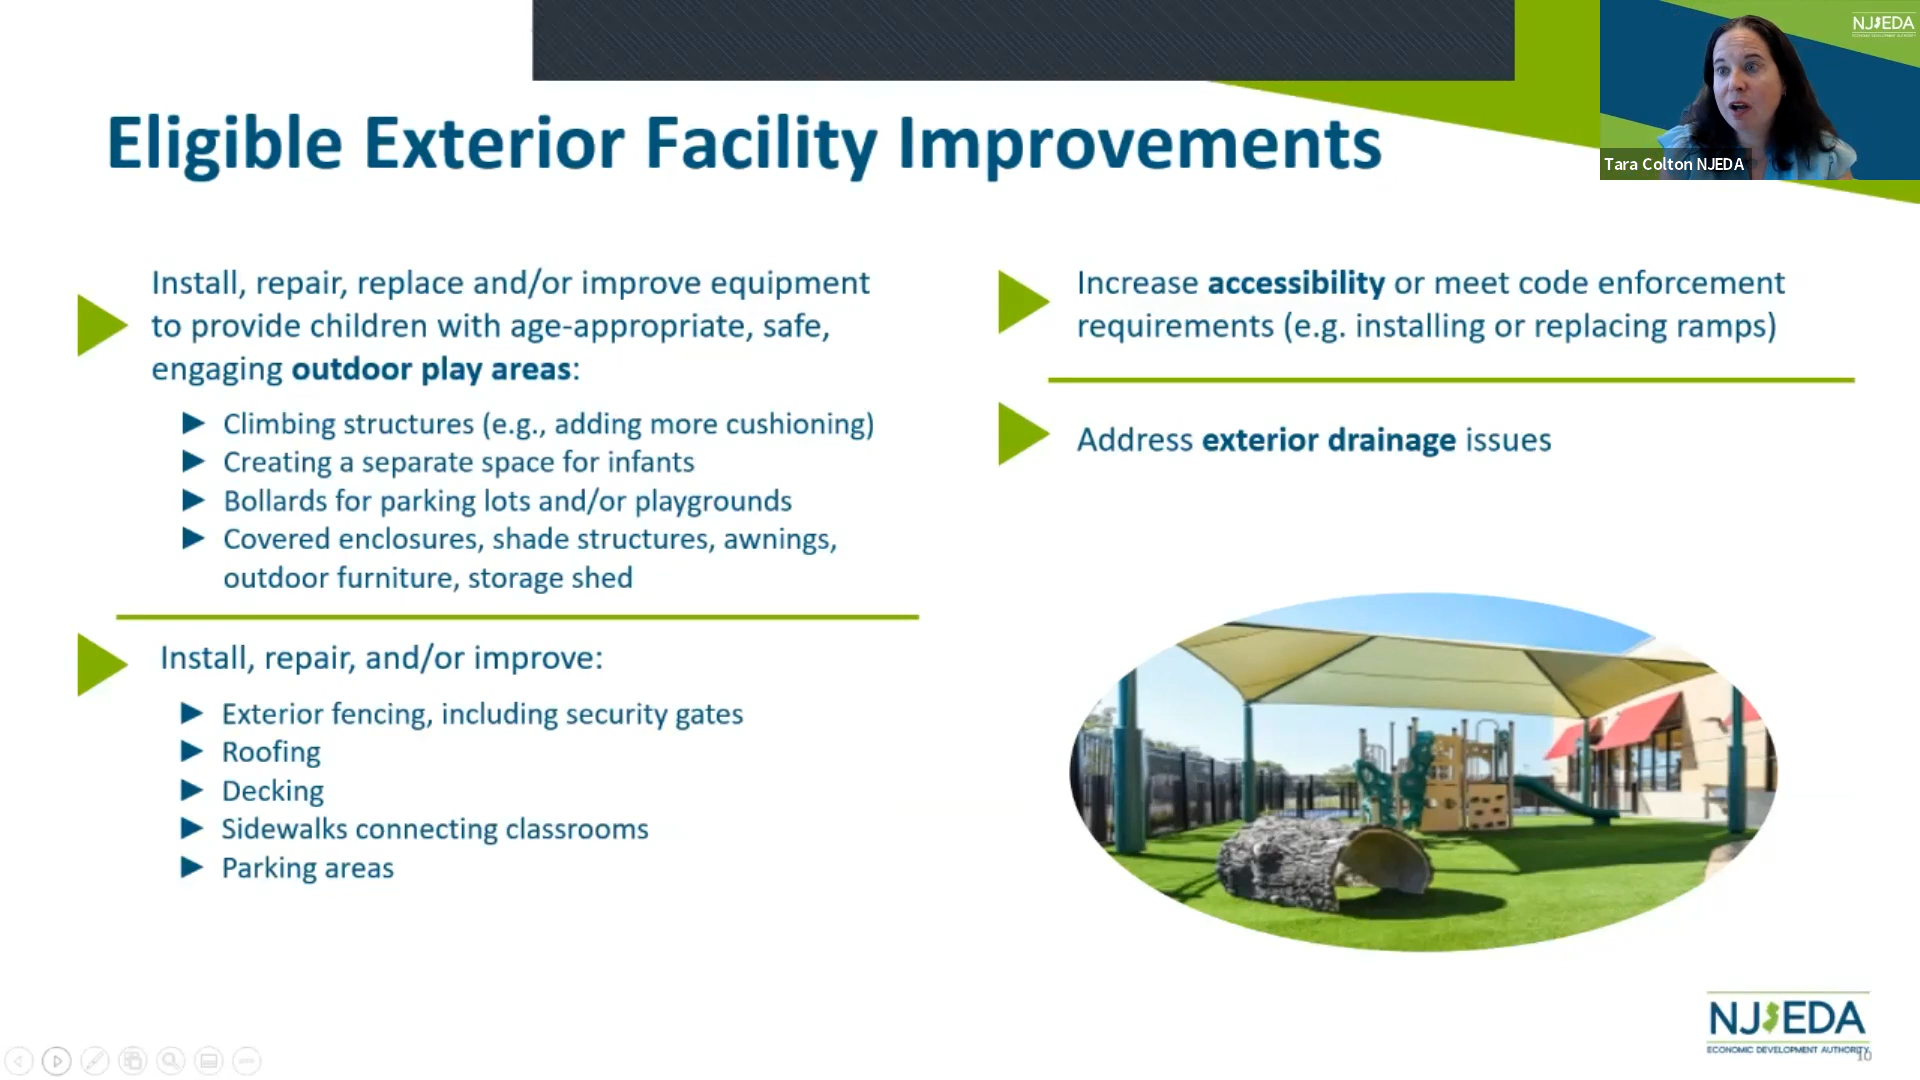 NJEDA
Eligible Exterior Facility Improvements
Tara Colton NJEDA
Install, repair, replace and/or improve equipment
to provide children with age-appropriate, safe,
engaging outdoor play areas:
Climbing structures (e.g., adding more cushioning)
Creating a separate space for infants
Bollards for parking lots and/or playgrounds
Covered enclosures, shade structures, awnings,
outdoor furniture, storage shed
Install, repair, and/or improve:
Exterior fencing, including security gates
Roofing
Decking
Sidewalks connecting classrooms
Parking areas
Increase accessibility or meet code enforcement
requirements (e.g. installing or replacing ramps)
Address exterior drainage issues
NJEDA
ECONOMIC DEVELOPMENT AUTHORITY
16